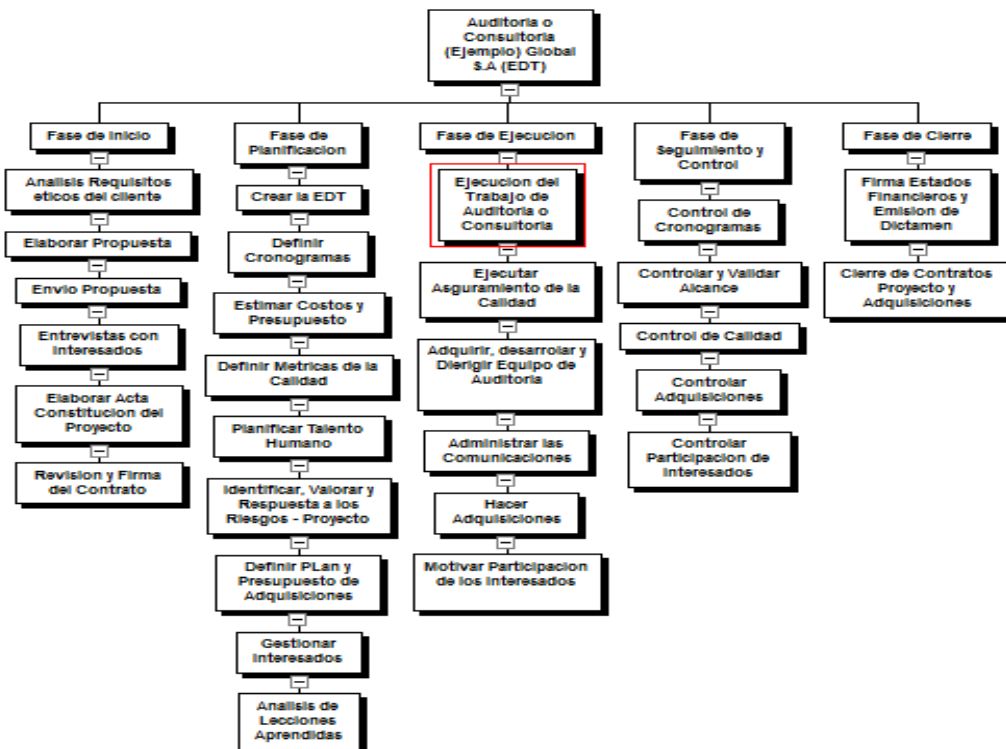 Auditoria o
Consultoria
(Ejemplo) Global
S.A (EDT)
Fase de Inicio
Analisis Requisitos
eticos del cliente
Elaborar Propuesta
Envio Propuesta
Entrevistas con
Interesados
Elaborar Acta
Constitucion del
Proyecto
Revision y Firma
del Contrato
Fase de
Planificacion
Crear la EDT
Definir
Cronogramas
Estimar Costos y
Presupuesto
Definir Metricas de la
Calidad
Planificar Talento
Humano
Identificar, Valorar y
Respuesta a los
Riesgos - Proyecto
Definir PLan y
Presupuesto de
Adquisiciones
Gestionar
Interesados
Analisis de
Lecciones
Aprendidas
Fase de Ejecucion
Ejecucion del
Trabajo de
Auditoria o
Consultoria
Ejecutar
Asguramiento de la
Calidad
Adquirir, desarrolar y
Dierigir Equipo de
Auditoria
Administrar las
Comunicaciones
Hacer
Adquisiciones
Motivar Participacion
de los Interesados
Fase de
Seguimiento y
Control
Control de
Cronogramas
Controlar y Validar
Alcance
Control de Calidad
Controlar
Adquisiciones
Controlar
Participacion de
Interesados
Fase de Cierre
Firma Estados
Financieros y
Emision de
Dictamen
Cierre de Contratos
Proyecto y
Adquisiciones